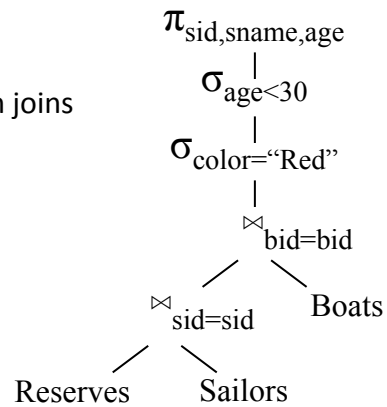 π sid,sname,age
σ age<30
n joins
σ color=“Red”
⋈ bid=bid
⋈ sid=sid
Boats
Reserves Sailors